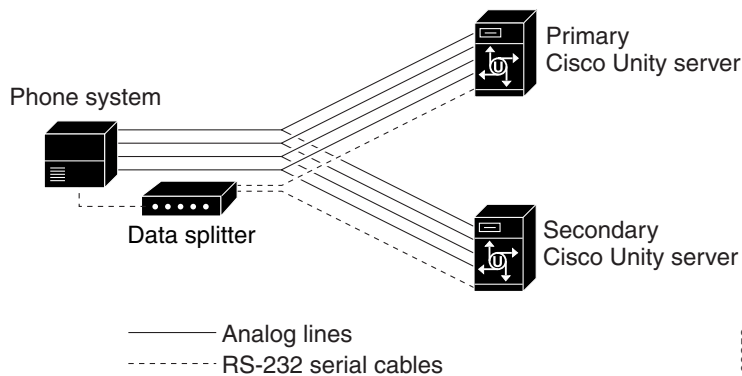 Primary
Cisco Unity server
Phone system
Data splitter
Secondary
Cisco Unity server
Analog lines
RS-232 serial cables